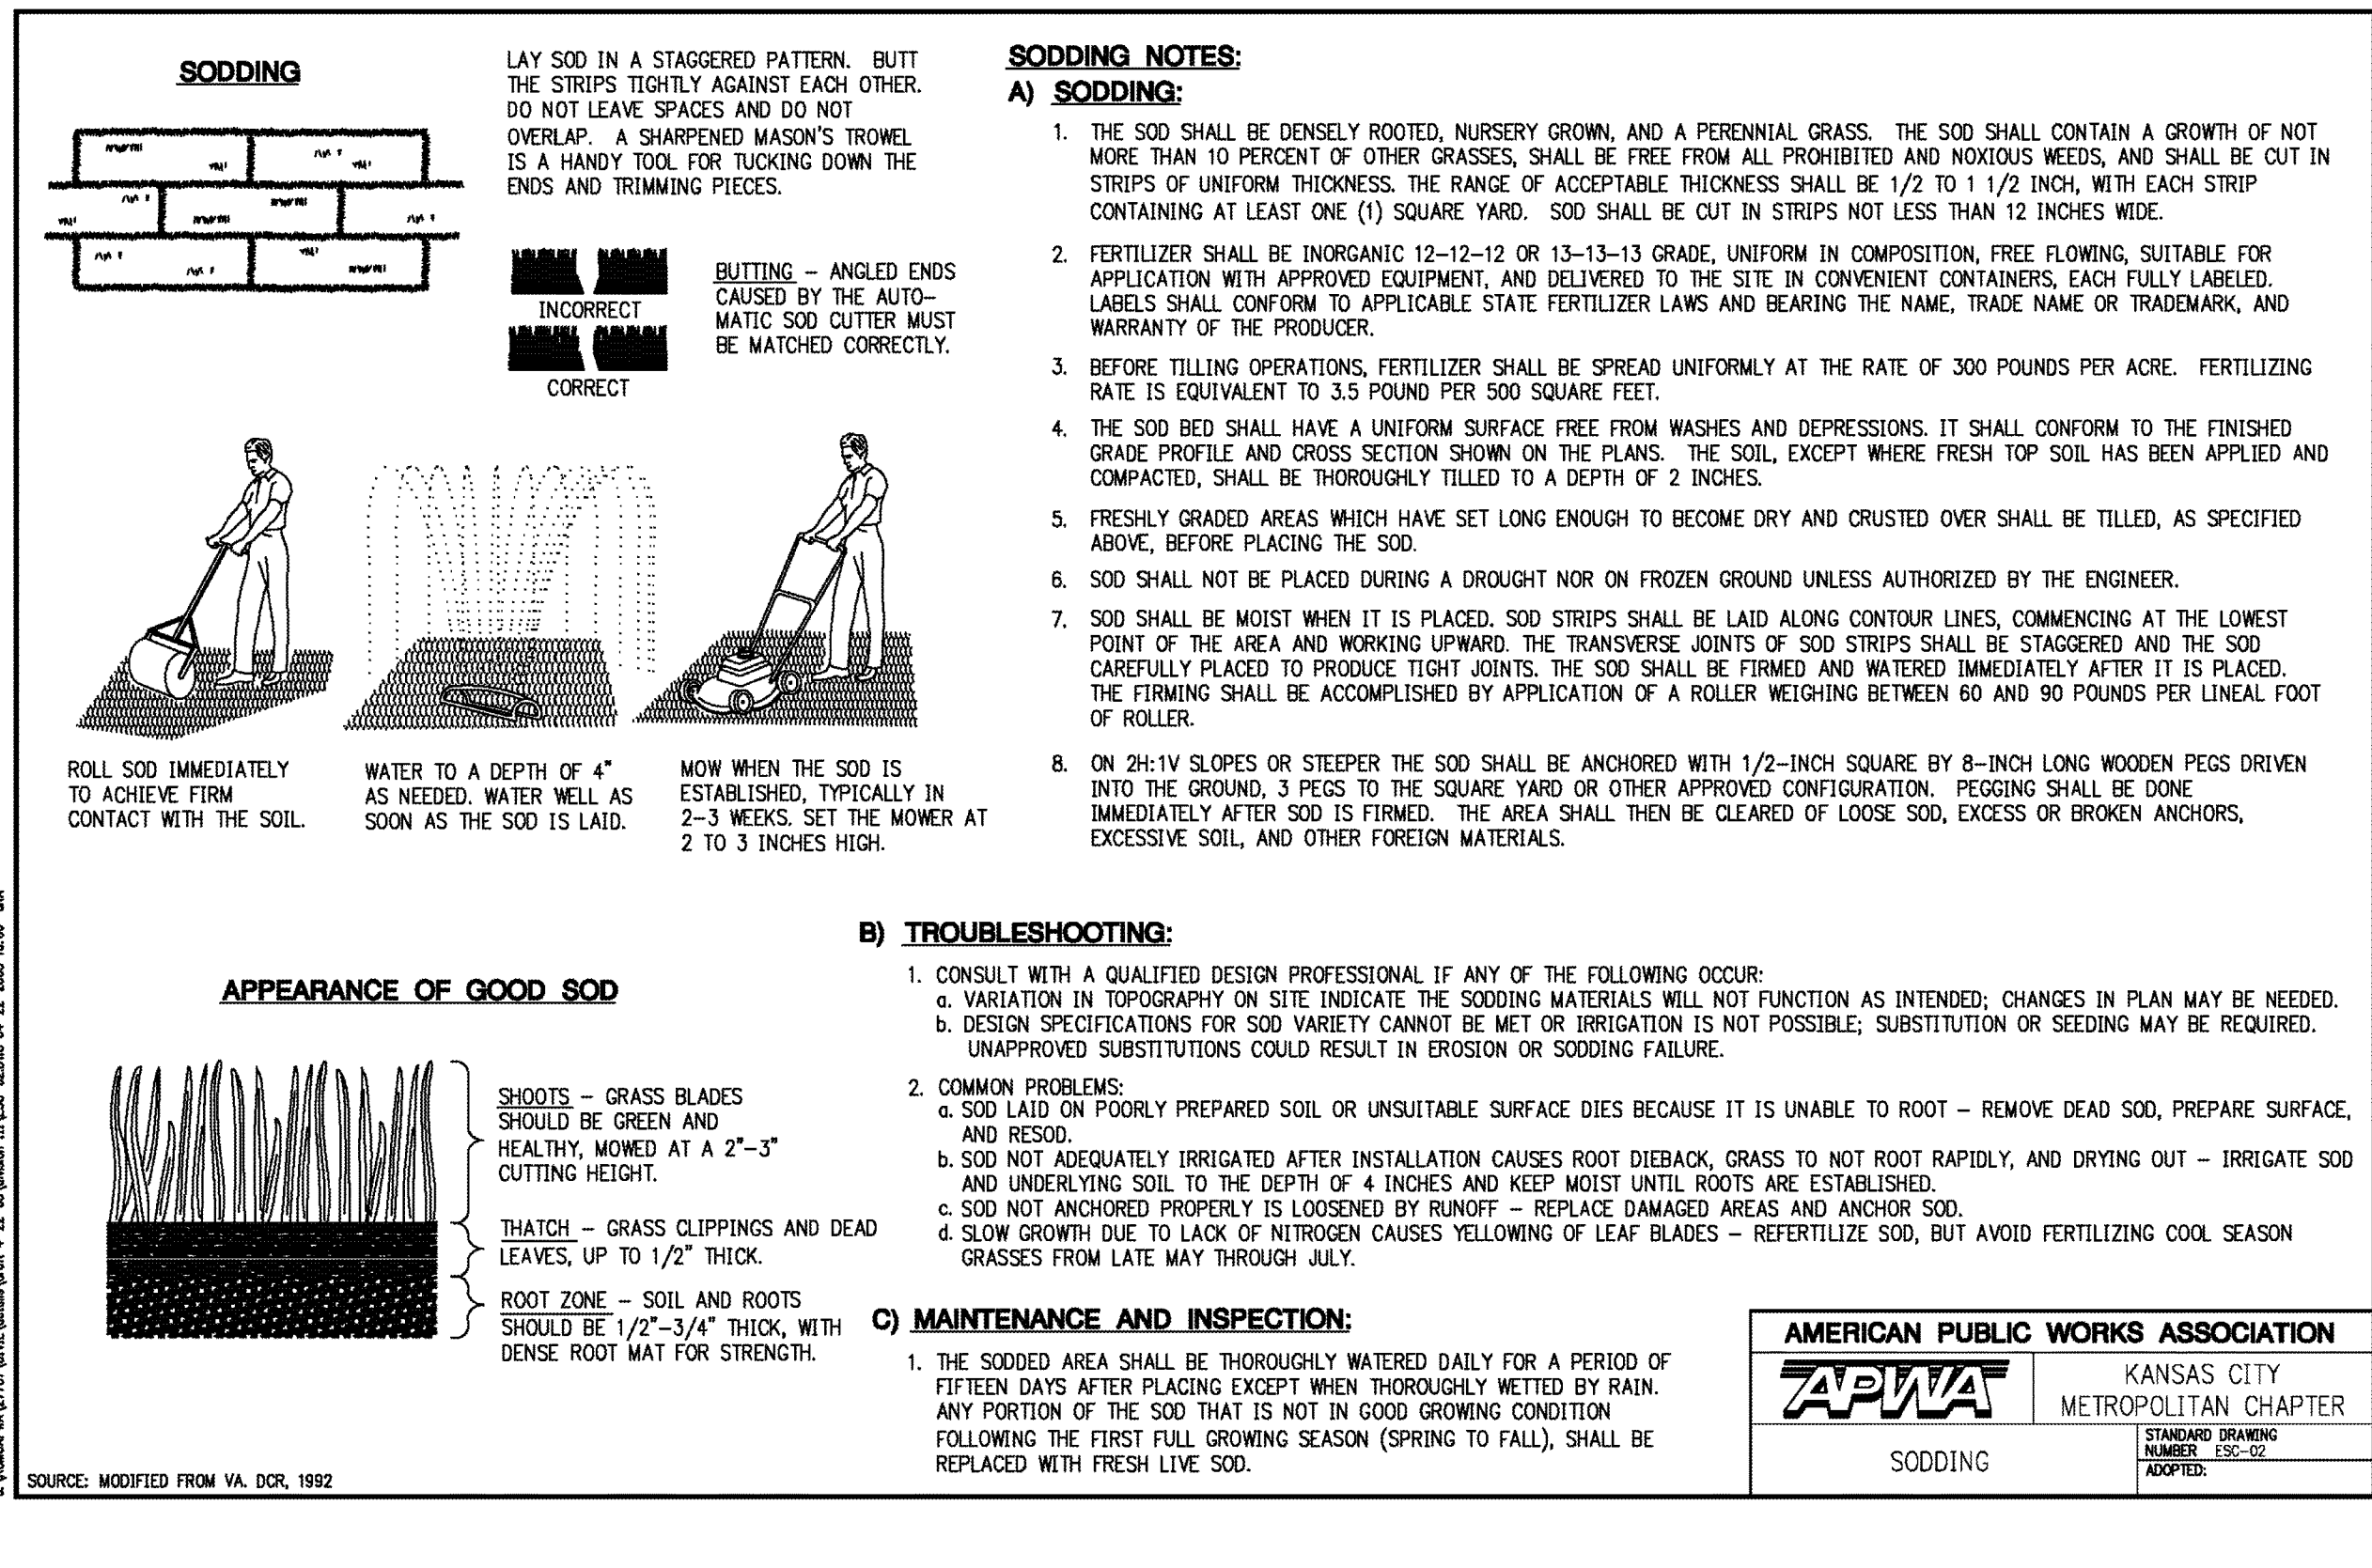 SODDING
LAY SOD IN A STAGGERED PATTERN. BUTT
THE STRIPS TIGHTLY AGAINST EACH OTHER.
DO NOT LEAVE SPACES AND DO NOT
OVERLAP. A SHARPENED MASON'S TROWEL
IS A HANDY TOOL FOR TUCKING DOWN THE
ENDS AND TRIMMING PIECES.
INCORRECT
CORRECT
BUTTING – ANGLED ENDS
CAUSED BY THE AUTO–
MATIC SOD CUTTER MUST
BE MATCHED CORRECTLY.
ROLL SOD IMMEDIATELY
TO ACHIEVE FIRM
CONTACT WITH THE SOIL.
WATER TO A DEPTH OF 4"
AS NEEDED. WATER WELL AS
SOON AS THE SOD IS LAID.
MOW WHEN THE SOD IS
ESTABLISHED, TYPICALLY IN
2–3 WEEKS. SET THE MOWER AT
2 TO 3 INCHES HIGH.
APPEARANCE OF GOOD SOD
SHOOTS – GRASS BLADES
SHOULD BE GREEN AND
HEALTHY, MOWED AT A 2"–3"
CUTTING HEIGHT.
THATCH – GRASS CLIPPINGS AND DEAD
LEAVES, UP TO 1/2" THICK.
ROOT ZONE – SOIL AND ROOTS
SHOULD BE 1/2"–3/4" THICK, WITH
DENSE ROOT MAT FOR STRENGTH.
SOURCE: MODIFIED FROM VA. DCR, 1992
SODDING NOTES:
A) SODDING:
1. THE SOD SHALL BE DENSELY ROOTED, NURSERY GROWN, AND A PERENNIAL GRASS. THE SOD SHALL CONTAIN A GROWTH OF NOT
MORE THAN 10 PERCENT OF OTHER GRASSES, SHALL BE FREE FROM ALL PROHIBITED AND NOXIOUS WEEDS, AND SHALL BE CUT IN
STRIPS OF UNIFORM THICKNESS. THE RANGE OF ACCEPTABLE THICKNESS SHALL BE 1/2 TO 1 1/2 INCH, WITH EACH STRIP
CONTAINING AT LEAST ONE (1) SQUARE YARD. SOD SHALL BE CUT IN STRIPS NOT LESS THAN 12 INCHES WIDE.
2. FERTILIZER SHALL BE INORGANIC 12–12–12 OR 13–13–13 GRADE, UNIFORM IN COMPOSITION, FREE FLOWING, SUITABLE FOR
APPLICATION WITH APPROVED EQUIPMENT, AND DELIVERED TO THE SITE IN CONVENIENT CONTAINERS, EACH FULLY LABELED.
LABELS SHALL CONFORM TO APPLICABLE STATE FERTILIZER LAWS AND BEARING THE NAME, TRADE NAME OR TRADEMARK, AND
WARRANTY OF THE PRODUCER.
3. BEFORE TILLING OPERATIONS, FERTILIZER SHALL BE SPREAD UNIFORMLY AT THE RATE OF 300 POUNDS PER ACRE. FERTILIZING
RATE IS EQUIVALENT TO 3.5 POUND PER 500 SQUARE FEET.
4. THE SOD BED SHALL HAVE A UNIFORM SURFACE FREE FROM WASHES AND DEPRESSIONS. IT SHALL CONFORM TO THE FINISHED
GRADE PROFILE AND CROSS SECTION SHOWN ON THE PLANS. THE SOIL, EXCEPT WHERE FRESH TOP SOIL HAS BEEN APPLIED AND
COMPACTED, SHALL BE THOROUGHLY TILLED TO A DEPTH OF 2 INCHES.
5. FRESHLY GRADED AREAS WHICH HAVE SET LONG ENOUGH TO BECOME DRY AND CRUSTED OVER SHALL BE TILLED, AS SPECIFIED
ABOVE, BEFORE PLACING THE SOD.
6. SOD SHALL NOT BE PLACED DURING A DROUGHT NOR ON FROZEN GROUND UNLESS AUTHORIZED BY THE ENGINEER.
7. SOD SHALL BE MOIST WHEN IT IS PLACED. SOD STRIPS SHALL BE LAID ALONG CONTOUR LINES, COMMENCING AT THE LOWEST
POINT OF THE AREA AND WORKING UPWARD. THE TRANSVERSE JOINTS OF SOD STRIPS SHALL BE STAGGERED AND THE SOD
CAREFULLY PLACED TO PRODUCE TIGHT JOINTS. THE SOD SHALL BE FIRMED AND WATERED IMMEDIATELY AFTER IT IS PLACED.
THE FIRMING SHALL BE ACCOMPLISHED BY APPLICATION OF A ROLLER WEIGHING BETWEEN 60 AND 90 POUNDS PER LINEAL FOOT
OF ROLLER.
8. ON 2H:1V SLOPES OR STEEPER THE SOD SHALL BE ANCHORED WITH 1/2–INCH SQUARE BY 8–INCH LONG WOODEN PEGS DRIVEN
INTO THE GROUND, 3 PEGS TO THE SQUARE YARD OR OTHER APPROVED CONFIGURATION. PEGGING SHALL BE DONE
IMMEDIATELY AFTER SOD IS FIRMED. THE AREA SHALL THEN BE CLEARED OF LOOSE SOD, EXCESS OR BROKEN ANCHORS,
EXCESSIVE SOIL, AND OTHER FOREIGN MATERIALS.
B) TROUBLESHOOTING:
1. CONSULT WITH A QUALIFIED DESIGN PROFESSIONAL IF ANY OF THE FOLLOWING OCCUR:
a. VARIATION IN TOPOGRAPHY ON SITE INDICATE THE SODDING MATERIALS WILL NOT FUNCTION AS INTENDED; CHANGES IN PLAN MAY BE NEEDED.
b. DESIGN SPECIFICATIONS FOR SOD VARIETY CANNOT BE MET OR IRRIGATION IS NOT POSSIBLE; SUBSTITUTION OR SEEDING MAY BE REQUIRED.
UNAPPROVED SUBSTITUTIONS COULD RESULT IN EROSION OR SODDING FAILURE.
2. COMMON PROBLEMS:
a. SOD LAID ON POORLY PREPARED SOIL OR UNSUITABLE SURFACE DIES BECAUSE IT IS UNABLE TO ROOT – REMOVE DEAD SOD, PREPARE SURFACE,
AND RESOD.
b. SOD NOT ADEQUATELY IRRIGATED AFTER INSTALLATION CAUSES ROOT DIEBACK, GRASS TO NOT ROOT RAPIDLY, AND DRYING OUT – IRRIGATE SOD
AND UNDERLYING SOIL TO THE DEPTH OF 4 INCHES AND KEEP MOIST UNTIL ROOTS ARE ESTABLISHED.
c. SOD NOT ANCHORED PROPERLY IS LOOSENED BY RUNOFF – REPLACE DAMAGED AREAS AND ANCHOR SOD.
d. SLOW GROWTH DUE TO LACK OF NITROGEN CAUSES YELLOWING OF LEAF BLADES – REFERTILIZE SOD, BUT AVOID FERTILIZING COOL SEASON
GRASSES FROM LATE MAY THROUGH JULY.
C) MAINTENANCE AND INSPECTION:
1. THE SODDED AREA SHALL BE THOROUGHLY WATERED DAILY FOR A PERIOD OF
FIFTEEN DAYS AFTER PLACING EXCEPT WHEN THOROUGHLY WETTED BY RAIN.
ANY PORTION OF THE SOD THAT IS NOT IN GOOD GROWING CONDITION
FOLLOWING THE FIRST FULL GROWING SEASON (SPRING TO FALL), SHALL BE
REPLACED WITH FRESH LIVE SOD.
AMERICAN PUBLIC WORKS ASSOCIATION
APWA
KANSAS CITY
METROPOLITAN CHAPTER
SODDING
STANDARD DRAWING
NUMBER ESC–02
ADOPTED: